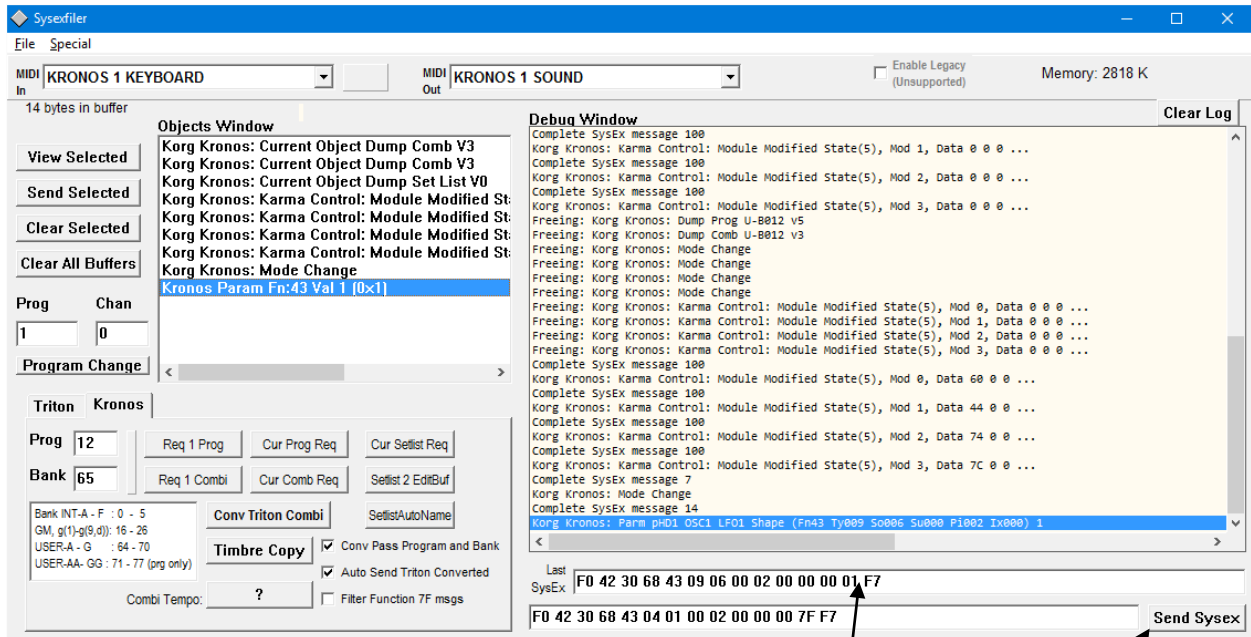 Sysexfiler
File Special
MIDI In KRONOS 1 KEYBOARD
MIDI Out KRONOS 1 SOUND
Enable Legacy (Unsupported)
Memory: 2818 K
14 bytes in buffer
Clear Log
Objects Window
Korg Kronos: Current Object Dump Comb V3
Korg Kronos: Current Object Dump Comb V3
Korg Kronos: Current Object Dump Set List V0
Korg Kronos: Karma Control: Module Modified St
Korg Kronos: Karma Control: Module Modified St
Korg Kronos: Karma Control: Module Modified St
Korg Kronos: Karma Control: Module Modified St
Korg Kronos: Mode Change
Kronos Param Fn:43 Val 1 (0x1)
View Selected
Send Selected
Clear Selected
Clear All Buffers
Prog Chan
1 0
Program Change
Debug Window
Complete SysEx message 100
Korg Kronos: Karma Control: Module Modified State(5), Mod 1, Data 0 0 0 ...
Complete SysEx message 100
Korg Kronos: Karma Control: Module Modified State(5), Mod 2, Data 0 0 0 ...
Complete SysEx message 100
Korg Kronos: Karma Control: Module Modified State(5), Mod 3, Data 0 0 0 ...
Freeing: Korg Kronos: Dump Prog U-B012 v5
Freeing: Korg Kronos: Dump Comb U-B012 v3
Freeing: Korg Kronos: Mode Change
Freeing: Korg Kronos: Mode Change
Freeing: Korg Kronos: Mode Change
Freeing: Korg Kronos: Mode Change
Freeing: Korg Kronos: Karma Control: Module Modified State(5), Mod 0, Data 0 0 0 ...
Freeing: Korg Kronos: Karma Control: Module Modified State(5), Mod 1, Data 0 0 0 ...
Freeing: Korg Kronos: Karma Control: Module Modified State(5), Mod 2, Data 0 0 0 ...
Freeing: Korg Kronos: Karma Control: Module Modified State(5), Mod 3, Data 0 0 0 ...
Complete SysEx message 100
Korg Kronos: Karma Control: Module Modified State(5), Mod 0, Data 60 0 0 ...
Complete SysEx message 100
Korg Kronos: Karma Control: Module Modified State(5), Mod 1, Data 44 0 0 ...
Complete SysEx message 100
Korg Kronos: Karma Control: Module Modified State(5), Mod 2, Data 74 0 0 ...
Complete SysEx message 100
Korg Kronos: Karma Control: Module Modified State(5), Mod 3, Data 7C 0 0 ...
Complete SysEx message 7
Korg Kronos: Mode Change
Complete SysEx message 14
Korg Kronos: Parm pHD1 OSC1 LFO1 Shape (Fn43 Ty009 So006 Su000 Pi002 Ix000) 1
Triton Kronos
Prog 12
Req 1 Prog Cur Prog Req Cur Setlist Req
Bank 65
Req 1 Combi Cur Comb Req Setlist 2 EditBuf
Bank INT-A - F : 0 - 5
GM, g(1)-g(9,d)): 16 - 26
USER-A - G : 64 - 70
USER-AA- GG : 71 - 77 (prg only)
Conv Triton Combi SetlistAutoName
Timbre Copy Conv Pass Program and Bank
Auto Send Triton Converted
Combi Tempo: ? Filter Function 7F msgs
Last SysEx F0 42 30 68 43 09 06 00 02 00 00 00 01 F7
F0 42 30 68 43 04 01 00 02 00 00 00 7F F7 Send Sysex